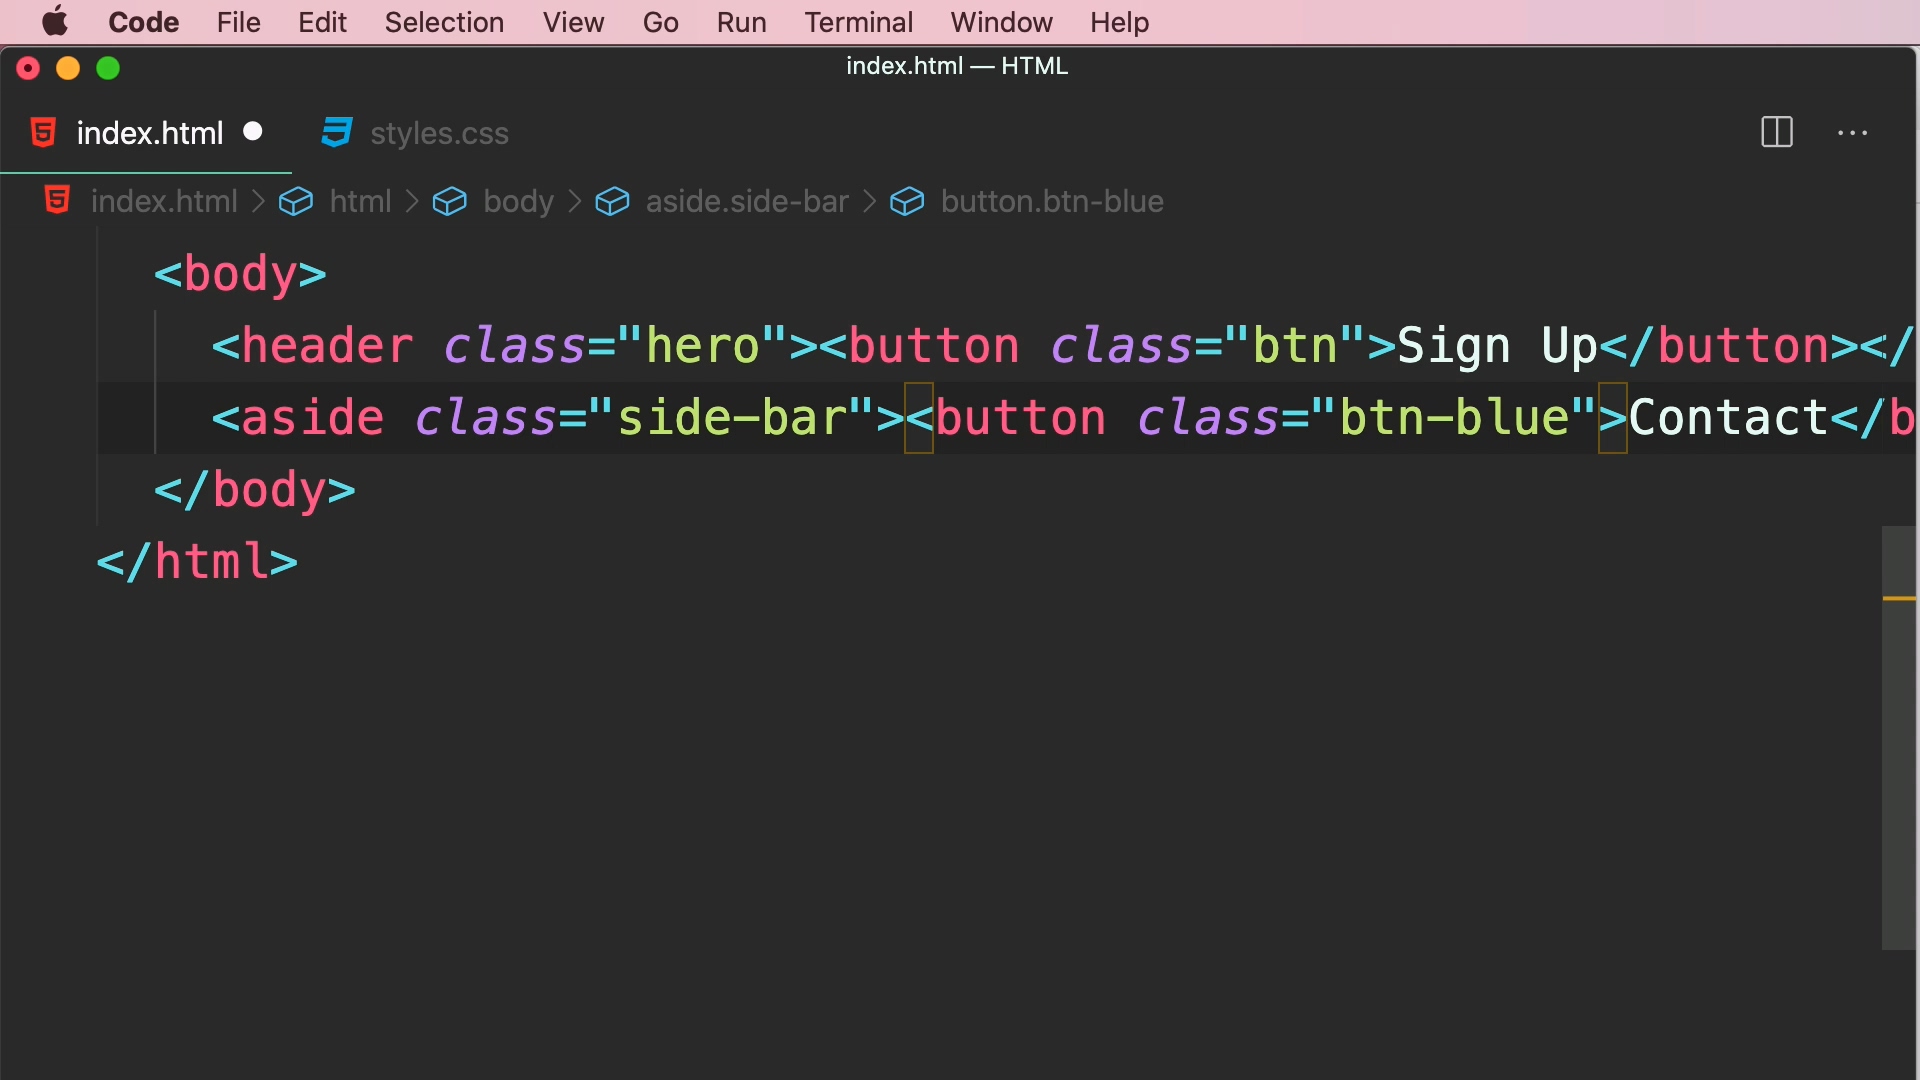 Code File Edit Selection View Go Run Terminal Window Help
index.html — HTML
index.html styles.css
index.html > html > body > aside.side-bar > button.btn-blue
<body>
<header class="hero"><button class="btn">Sign Up</button></
<aside class="side-bar"><button class="btn-blue">Contact</b
</body>
</html>